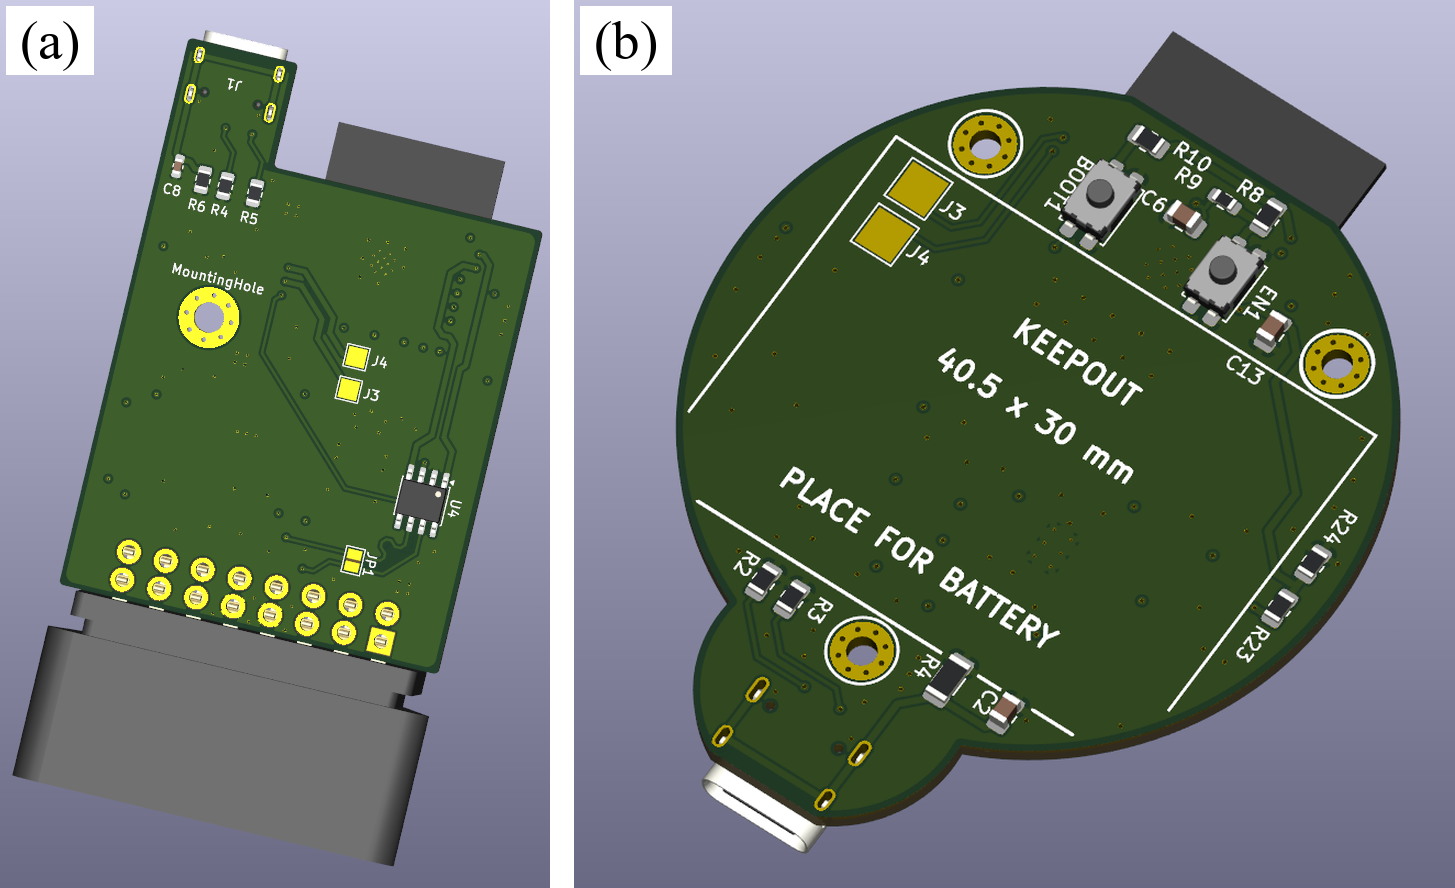 (a)
J1
C8
R6 R4 R5
MountingHole
J4
J3
U4
JP1
(b)
R10
R9
R8
BOOT1
C6
J3
J4
EN1
C13
KEEPOUT
40.5 x 30 mm
PLACE FOR BATTERY
R24
R23
R2
R3
R4
C2